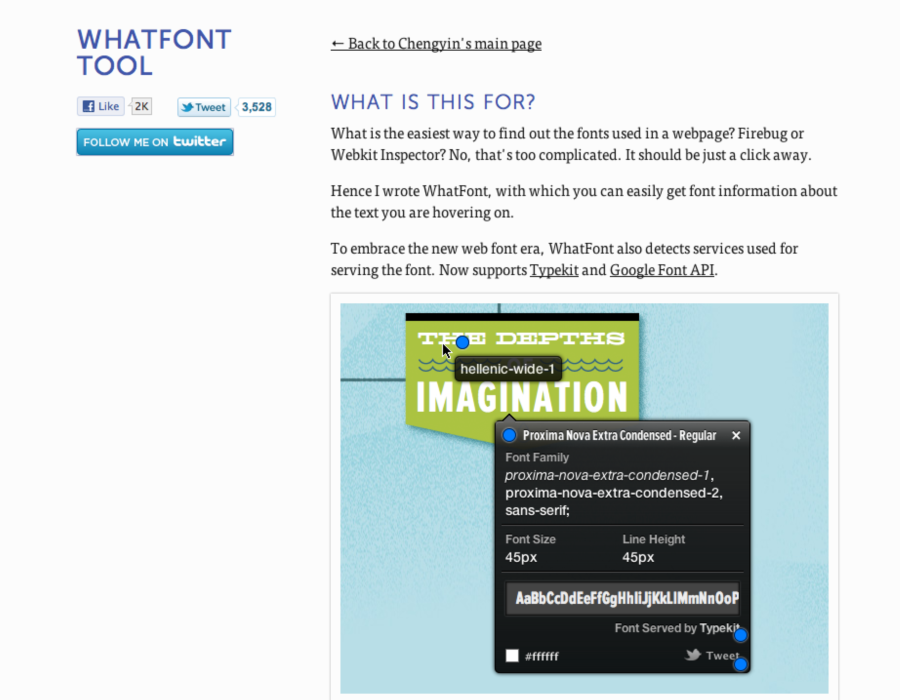 WHATFONT
TOOL
Like 2K Tweet 3,528
FOLLOW ME ON twitter
← Back to Chengyin's main page
WHAT IS THIS FOR?
What is the easiest way to find out the fonts used in a webpage? Firebug or
Webkit Inspector? No, that's too complicated. It should be just a click away.
Hence I wrote WhatFont, with which you can easily get font information about
the text you are hovering on.
To embrace the new web font era, WhatFont also detects services used for
serving the font. Now supports Typekit and Google Font API.
THE DEPTHS
hellenic-wide-1
IMAGINATION
Proxima Nova Extra Condensed - Regular ×
Font Family
proxima-nova-extra-condensed-1,
proxima-nova-extra-condensed-2,
sans-serif;
Font Size Line Height
45px 45px
AaBbCcDdEeFfGgHhIiJjKkLlMmNnOoP
Font Served by Typekit
#ffffff Tweet